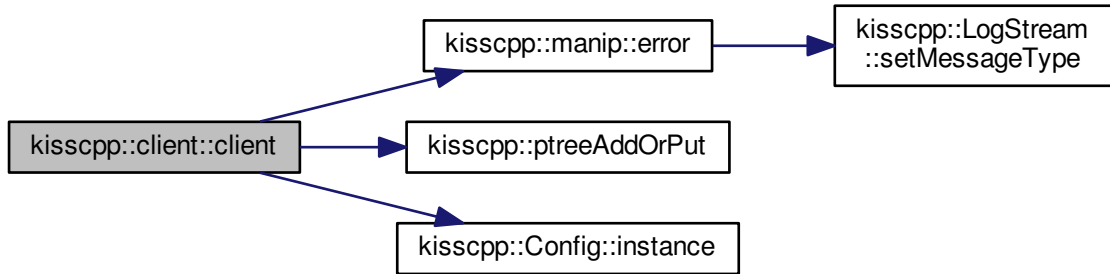 kisscpp::client::client
kisscpp::manip::error
kisscpp::LogStream
::setMessageType
kisscpp::ptreeAddOrPut
kisscpp::Config::instance